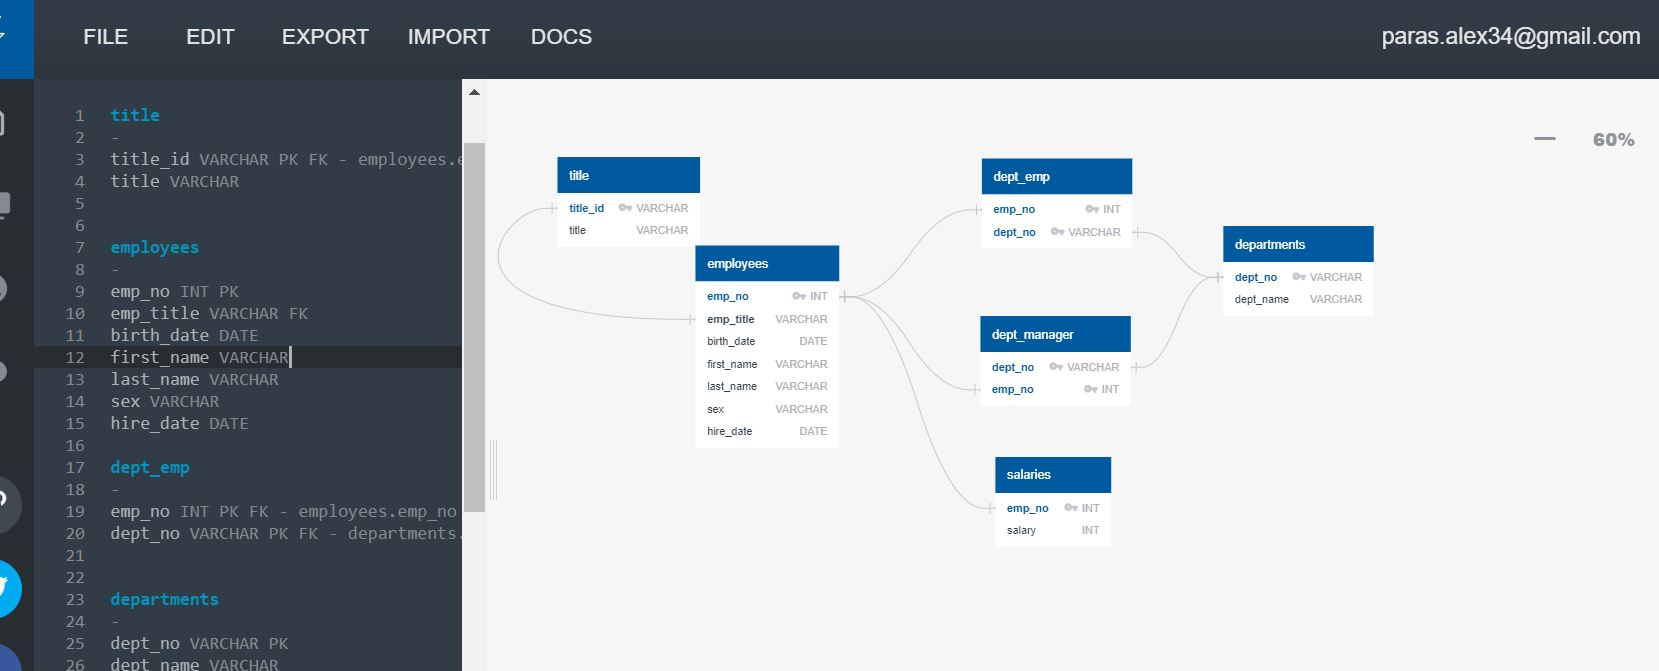 FILE EDIT EXPORT IMPORT DOCS paras.alex34@gmail.com
60%
1 title
2 -
3 title_id VARCHAR PK FK - employees.e
4 title VARCHAR
5
6
7 employees
8 -
9 emp_no INT PK
10 emp_title VARCHAR FK
11 birth_date DATE
12 first_name VARCHAR
13 last_name VARCHAR
14 sex VARCHAR
15 hire_date DATE
16
17 dept_emp
18 -
19 emp_no INT PK FK - employees.emp_no
20 dept_no VARCHAR PK FK - departments.
21
22
23 departments
24 -
25 dept_no VARCHAR PK
26 dept_name VARCHAR
title
title_id VARCHAR
title VARCHAR
employees
emp_no INT
emp_title VARCHAR
birth_date DATE
first_name VARCHAR
last_name VARCHAR
sex VARCHAR
hire_date DATE
dept_emp
emp_no INT
dept_no VARCHAR
dept_manager
dept_no VARCHAR
emp_no INT
salaries
emp_no INT
salary INT
departments
dept_no VARCHAR
dept_name VARCHAR